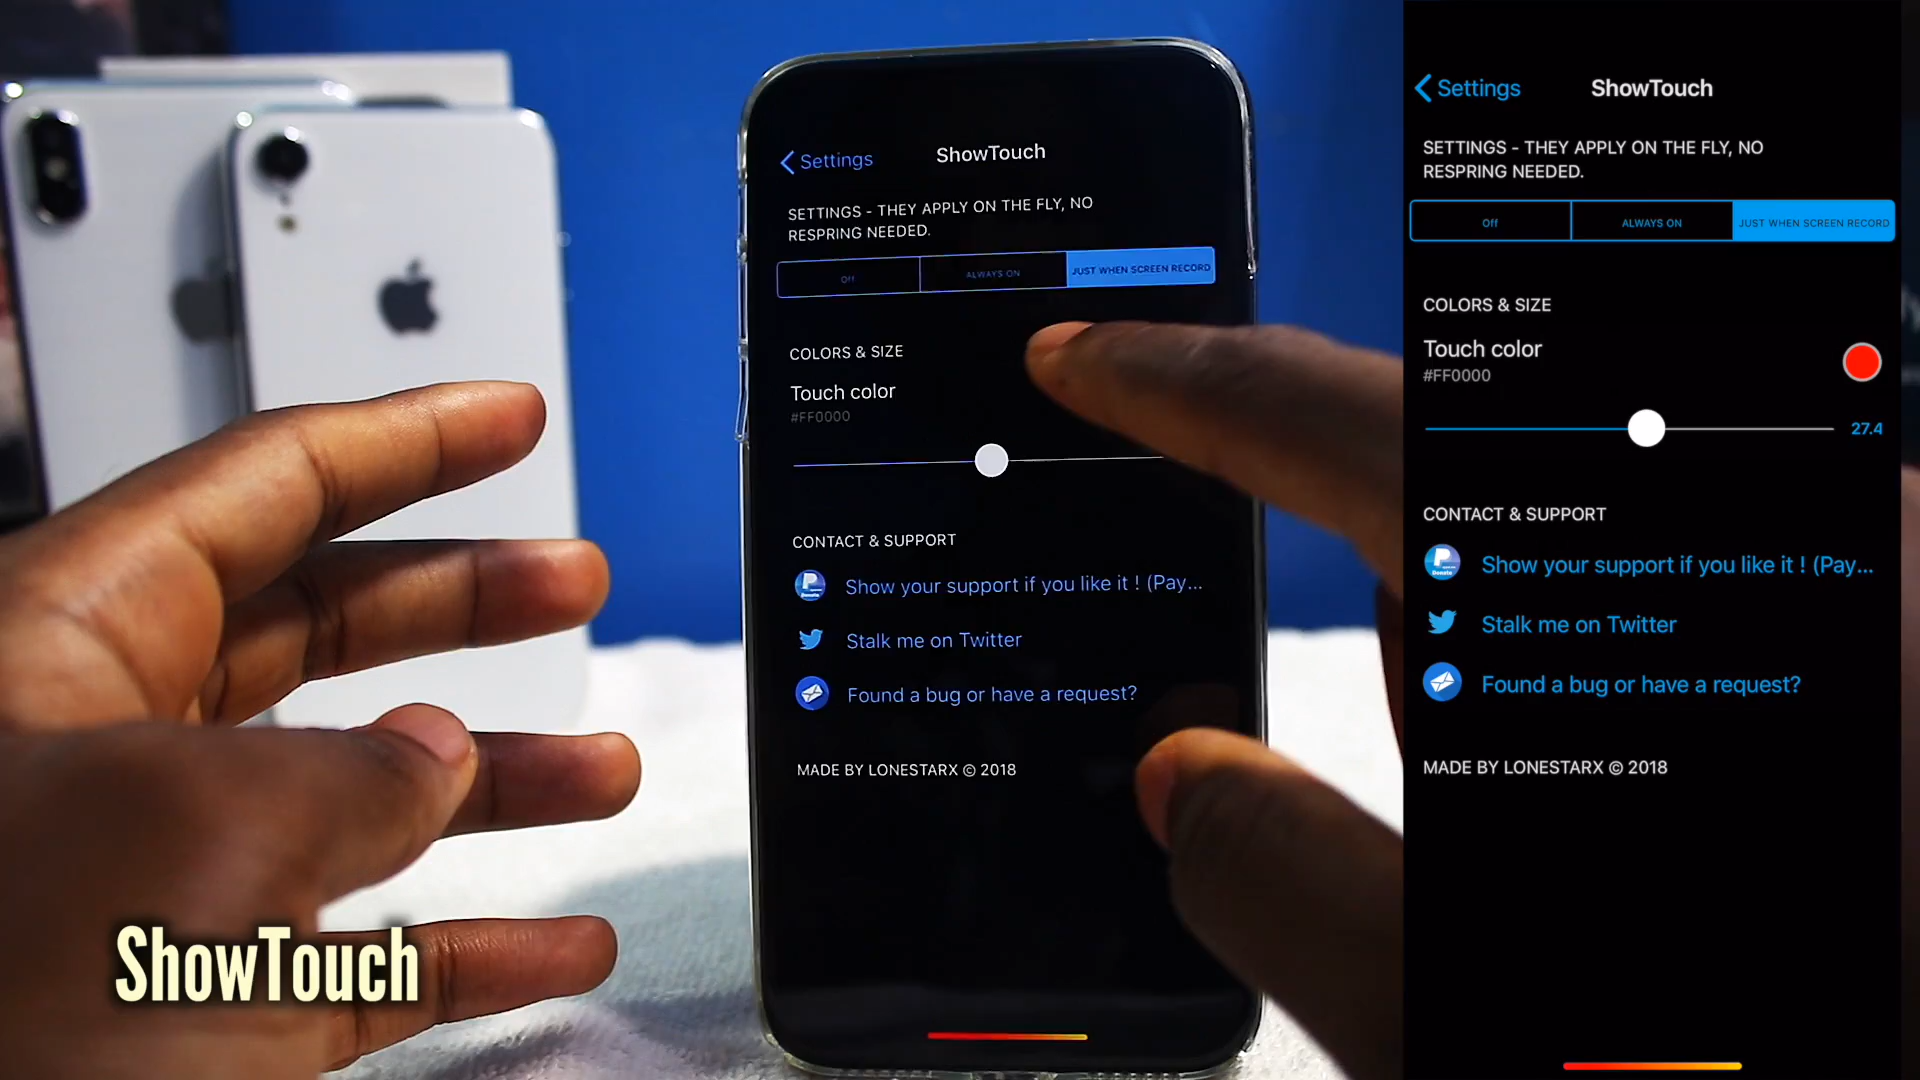 Settings
ShowTouch
SETTINGS - THEY APPLY ON THE FLY, NO
RESPRING NEEDED.
Off
ALWAYS ON
JUST WHEN SCREEN RECORD
COLORS & SIZE
Touch color
#FF0000
CONTACT & SUPPORT
Donate
Show your support if you like it ! (Pay...
Stalk me on Twitter
Found a bug or have a request?
MADE BY LONESTARX © 2018
ShowTouch
Settings
ShowTouch
SETTINGS - THEY APPLY ON THE FLY, NO
RESPRING NEEDED.
Off
ALWAYS ON
JUST WHEN SCREEN RECORD
COLORS & SIZE
Touch color
#FF0000
27.4
CONTACT & SUPPORT
Donate
Show your support if you like it ! (Pay...
Stalk me on Twitter
Found a bug or have a request?
MADE BY LONESTARX © 2018